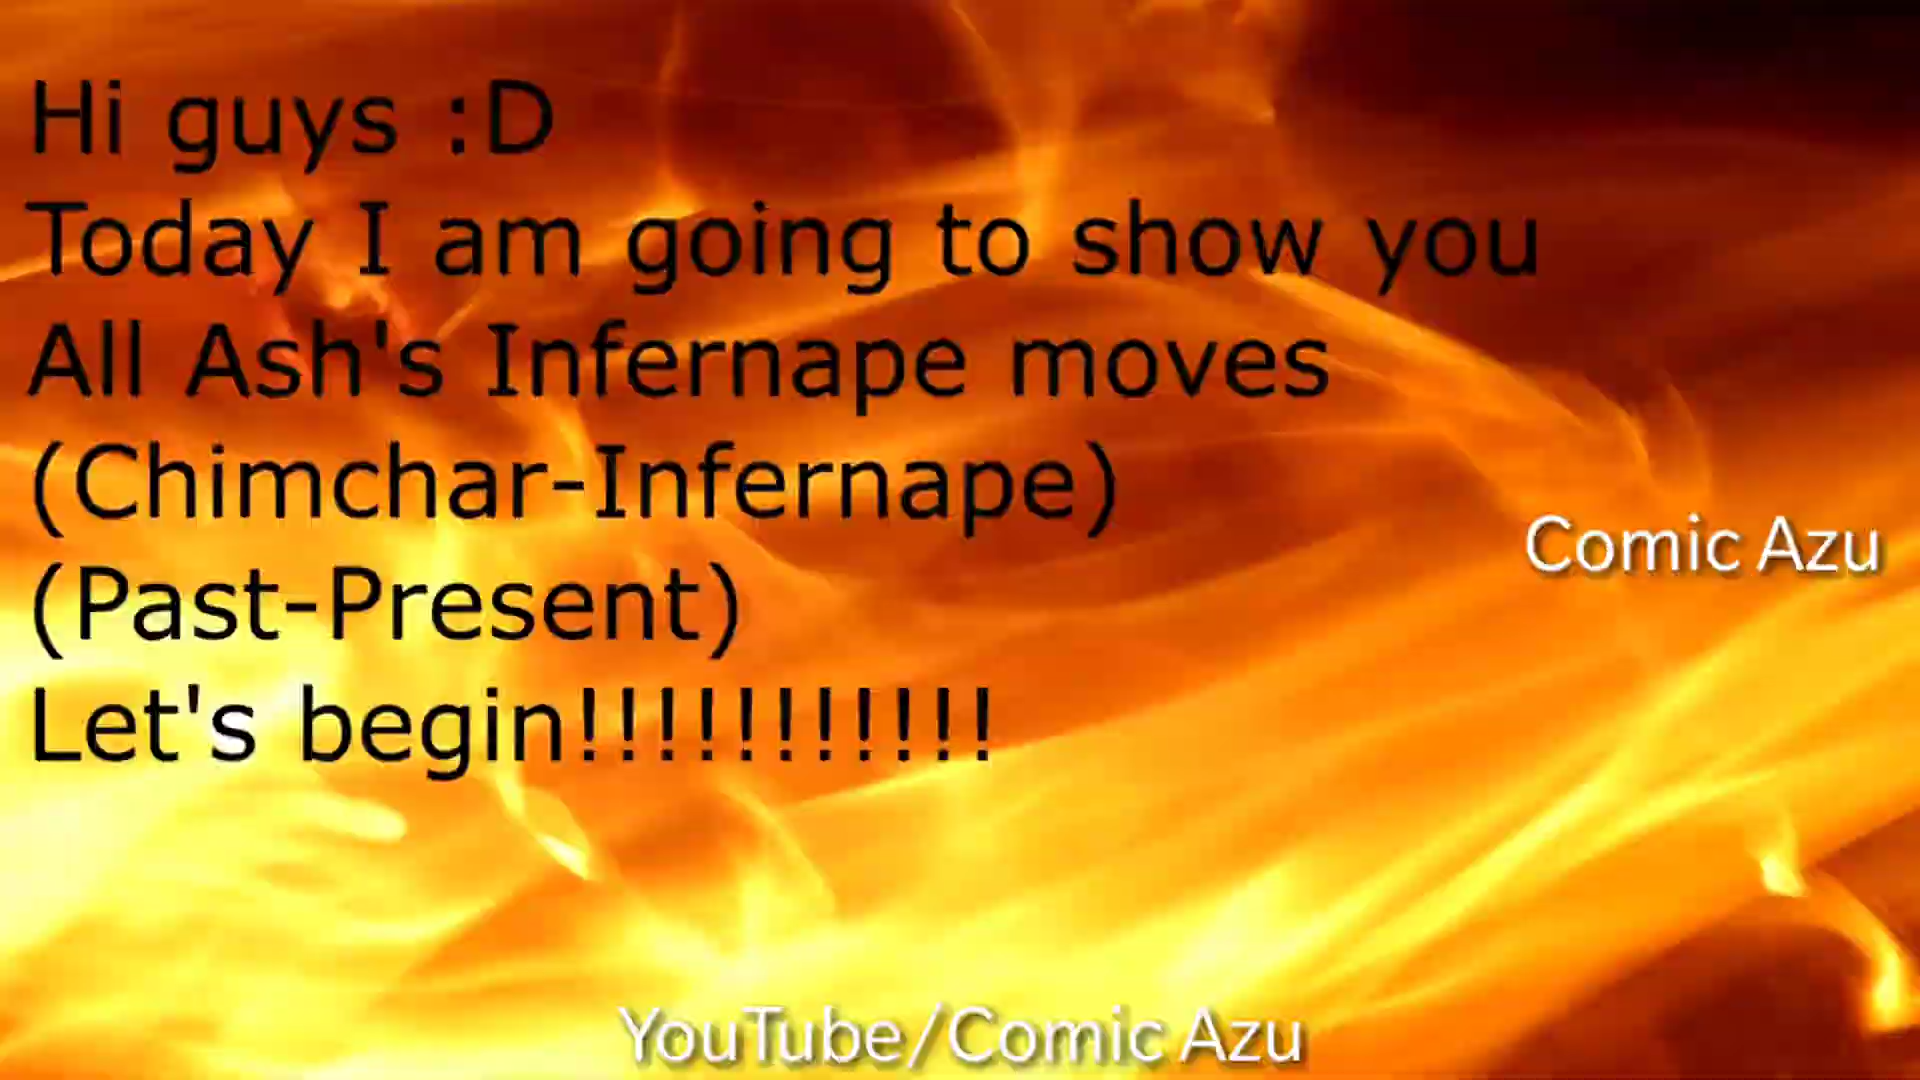 Hi guys :D
Today I am going to show you
All Ash's Infernape moves
(Chimchar-Infernape)
(Past-Present)
Let's begin!!!!!!!!!!!
Comic Azu
YouTube/Comic Azu